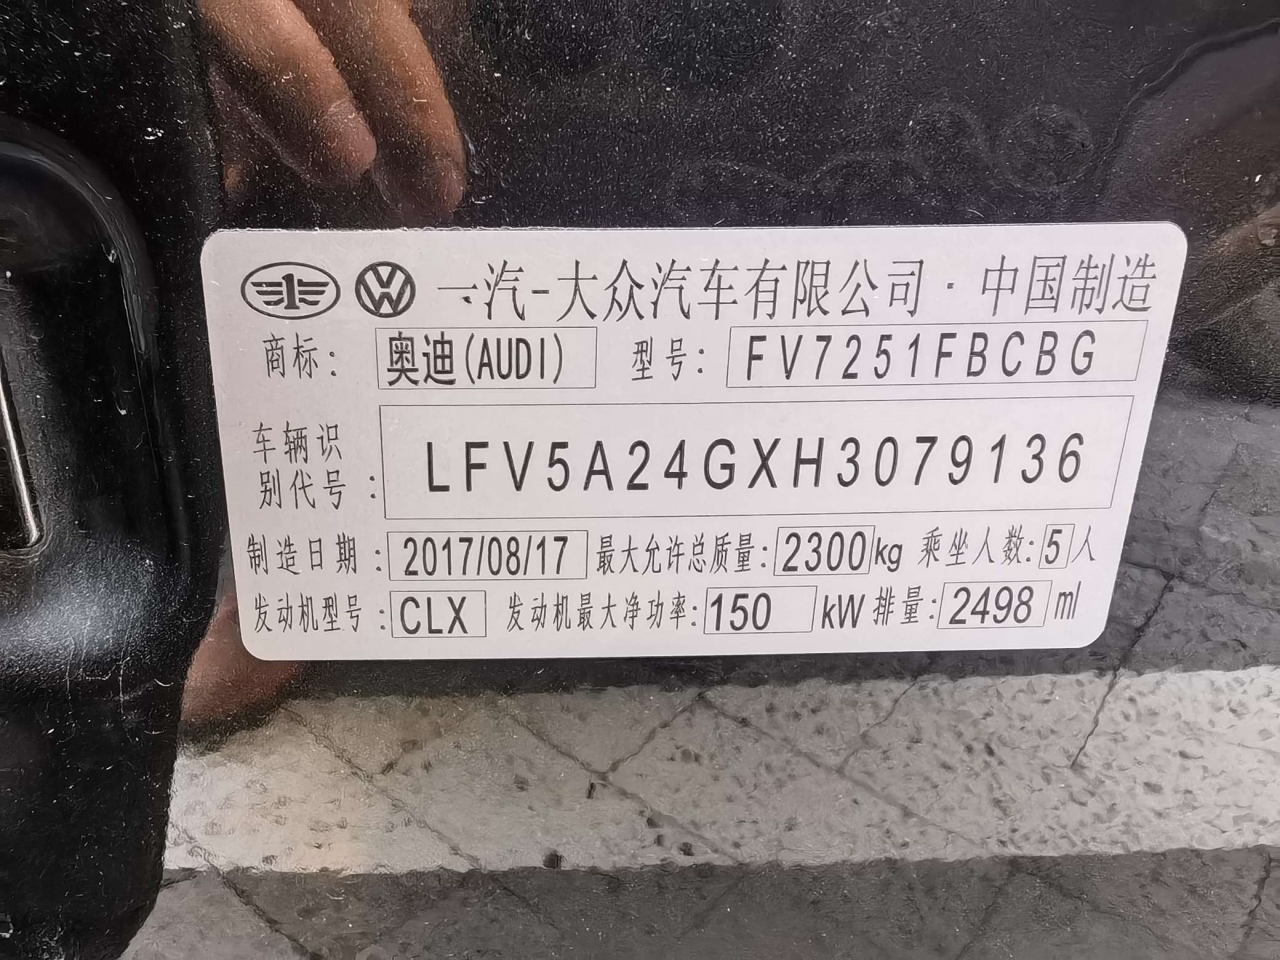 一汽-大众汽车有限公司·中国制造
商标: 奥迪(AUDI) 型号: FV7251FBCBG
车辆识
别代号: LFV5A24GXH3079136
制造日期: 2017/08/17 最大允许总质量: 2300kg 乘坐人数: 5人
发动机型号: CLX 发动机最大净功率: 150 kW 排量: 2498 ml